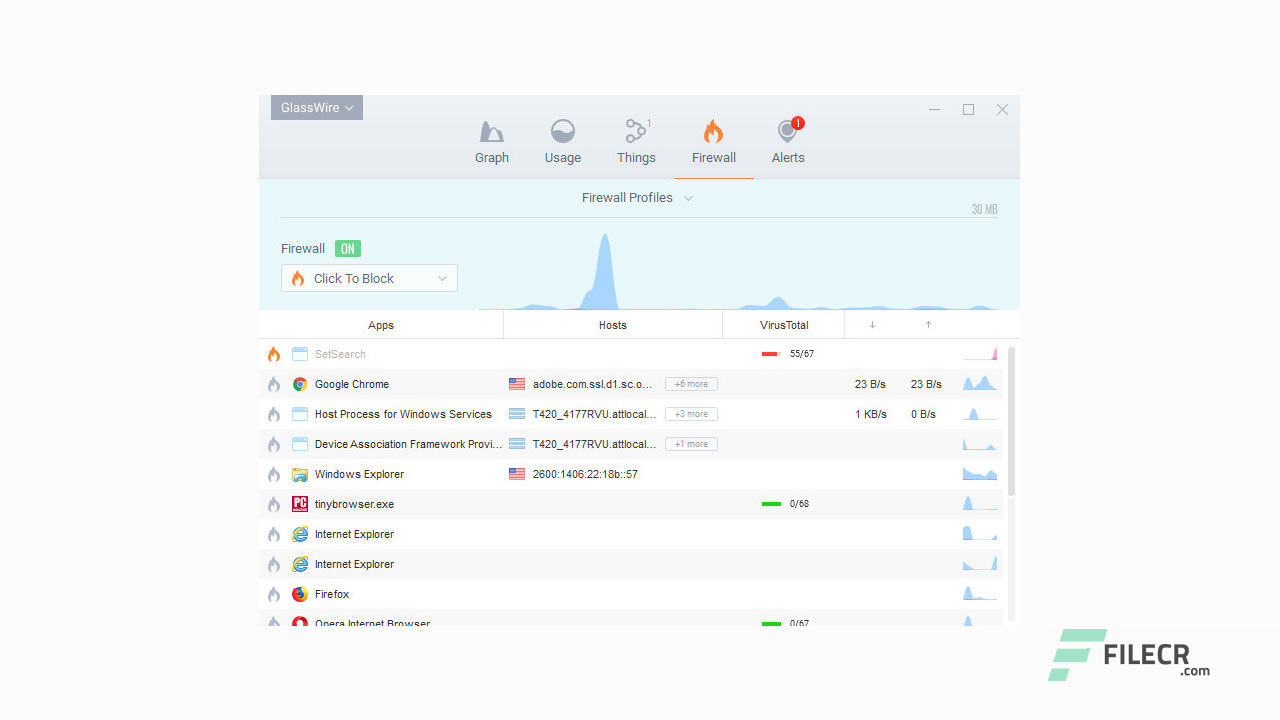 GlassWire
1
1
Graph Usage Things Firewall Alerts
Firewall Profiles
30 MB
Firewall ON
Click To Block
Apps Hosts VirusTotal ↓ ↑
SetSearch 55/67
Google Chrome adobe.com.ssl.d1.sc.o... +6 more 23 B/s 23 B/s
Host Process for Windows Services T420_4177RVU.attlocal... +3 more 1 KB/s 0 B/s
Device Association Framework Provi... T420_4177RVU.attlocal... +1 more
Windows Explorer 2600:1406:22:18b::57
PC tinybrowser.exe 0/68
Internet Explorer
Internet Explorer
Firefox
Opera Internet Browser 0/67
FILECR
.com